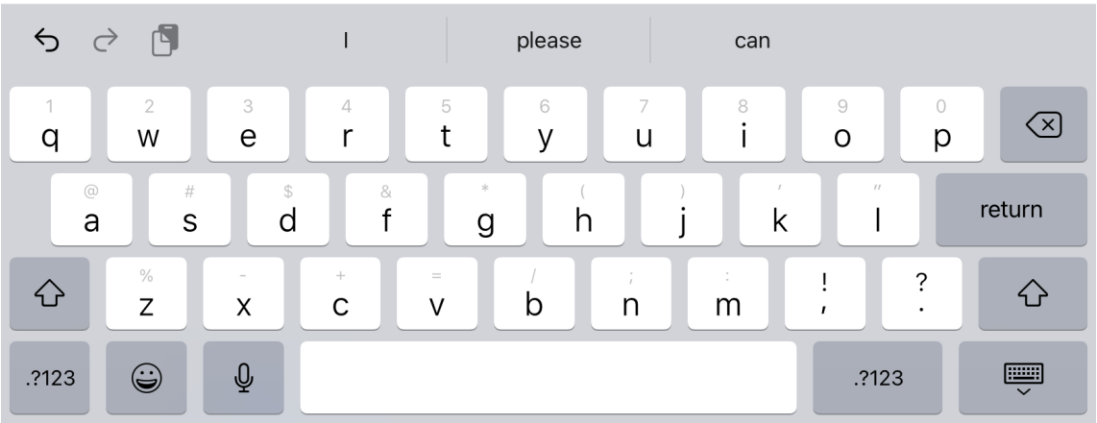 I please can
1 2 3 4 5 6 7 8 9 0
q w e r t y u i o p
@ # $ & * ( ) ' "
a s d f g h j k l return
% - + = / ; : ! ?
z x c v b n m , .
.?123 .?123